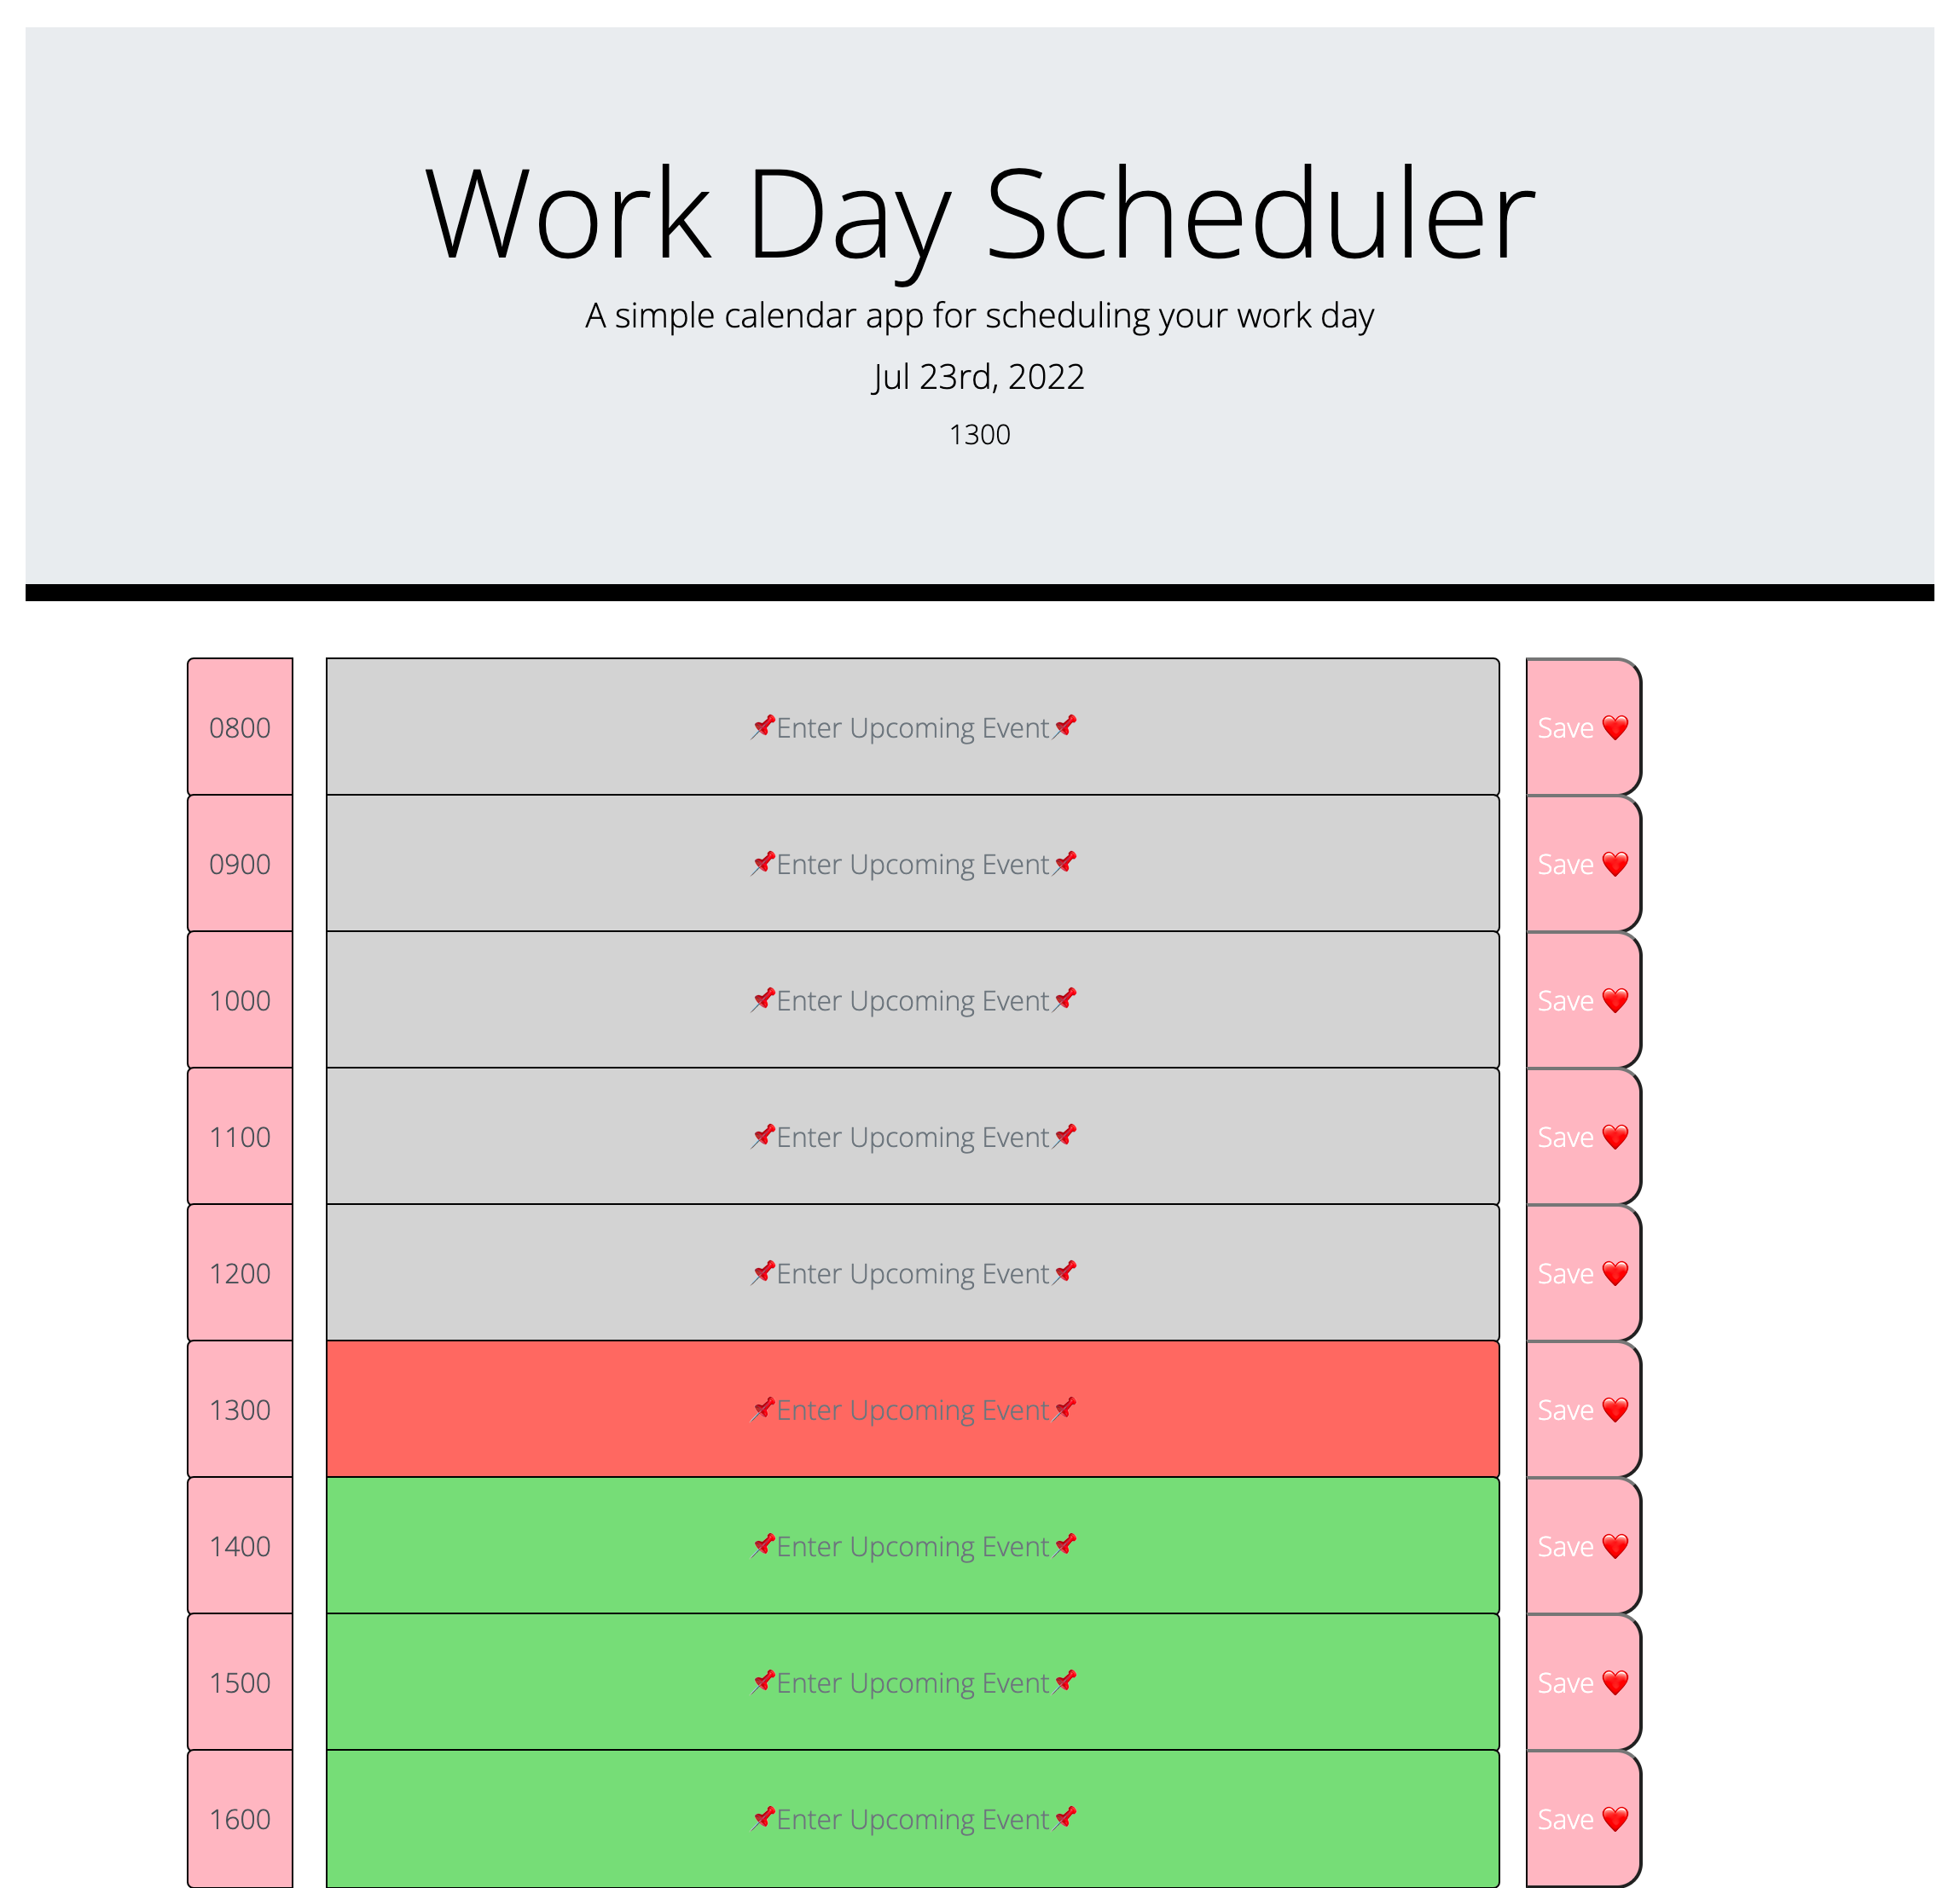 Work Day Scheduler
A simple calendar app for scheduling your work day
Jul 23rd, 2022
1300
0800 📌Enter Upcoming Event📌 Save ❤️
0900 📌Enter Upcoming Event📌 Save ❤️
1000 📌Enter Upcoming Event📌 Save ❤️
1100 📌Enter Upcoming Event📌 Save ❤️
1200 📌Enter Upcoming Event📌 Save ❤️
1300 📌Enter Upcoming Event📌 Save ❤️
1400 📌Enter Upcoming Event📌 Save ❤️
1500 📌Enter Upcoming Event📌 Save ❤️
1600 📌Enter Upcoming Event📌 Save ❤️